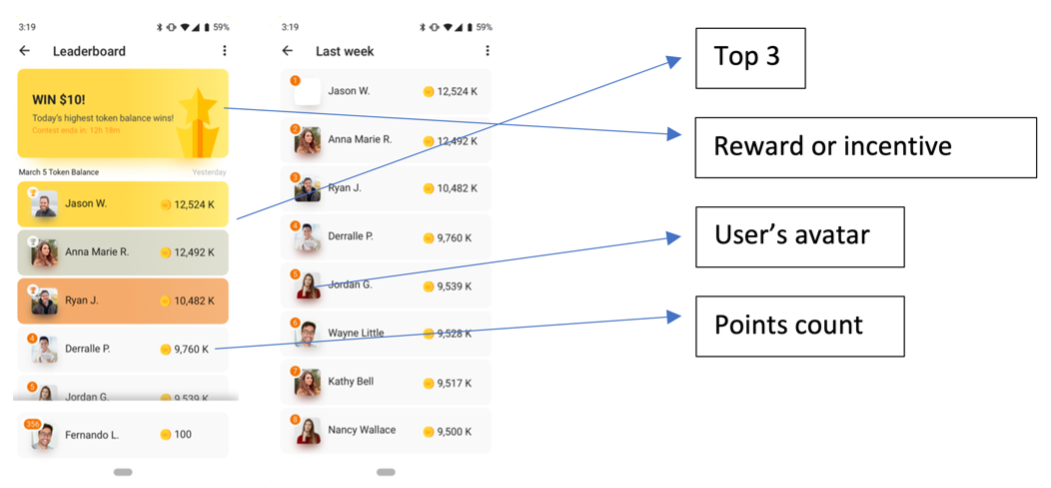 3:19
59%
Leaderboard
WIN $10!
Today's highest token balance wins!
Contest ends in: 12h 18m
March 5 Token Balance
Yesterday
Jason W.
12,524 K
Anna Marie R.
12,492 K
Ryan J.
10,482 K
4
Derralle P.
9,760 K
5
Jordan G.
9,539 K
356
Fernando L.
100
3:19
59%
Last week
1
Jason W.
12,524 K
2
Anna Marie R.
12,492 K
3
Ryan J.
10,482 K
4
Derralle P.
9,760 K
5
Jordan G.
9,539 K
6
Wayne Little
9,528 K
7
Kathy Bell
9,517 K
8
Nancy Wallace
9,500 K
Top 3
Reward or incentive
User's avatar
Points count